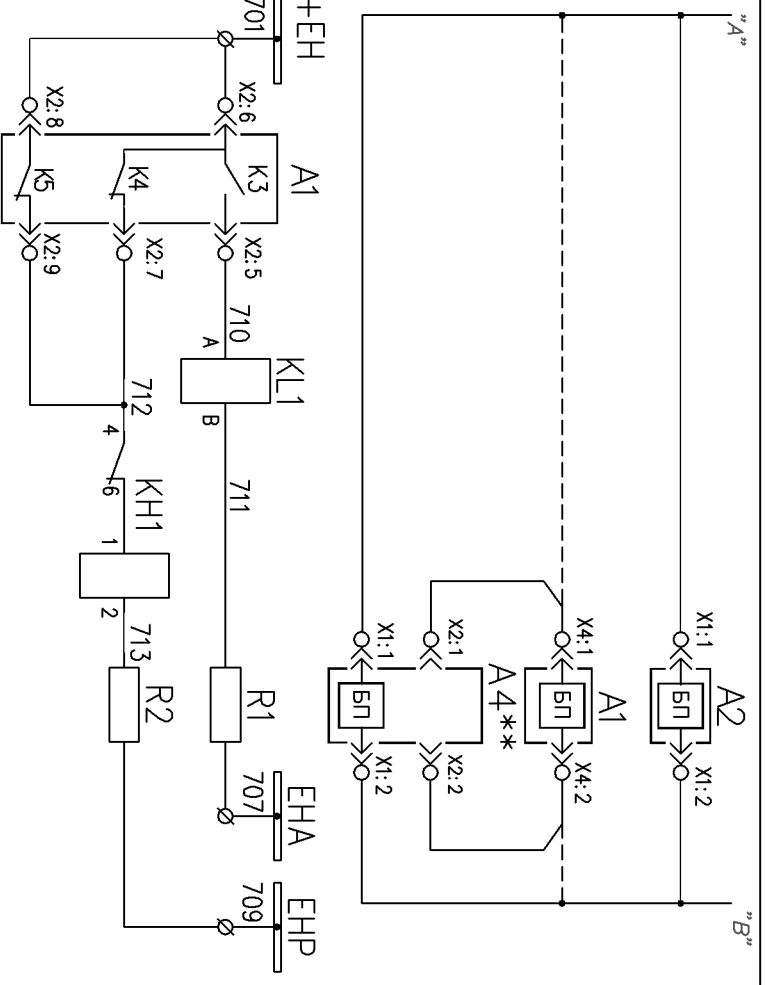 "A"
"B"
A2
X1:1
БП
X1:2
A1
X4:1
БП
X4:2
A4**
X2:1
X2:2
X1:1
БП
X1:2
+EH
701
A1
X2:6
K3
X2:5
710
A
KL1
B
711
R1
707
EHA
K4
X2:7
712
4
6
KH1
1
2
713
R2
709
EHP
X2:8
K5
X2:9